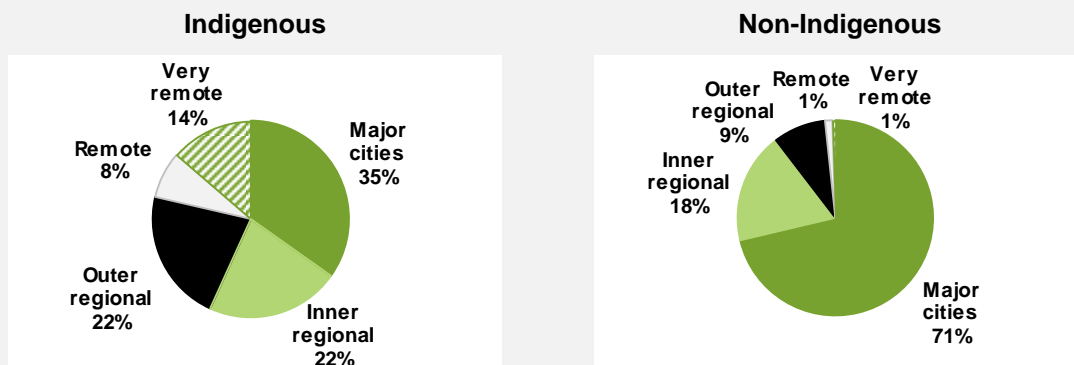 Indigenous
Very
remote
14%
Major
cities
35%
Remote
8%
Outer
regional
22%
Inner
regional
22%
Non-Indigenous
Very
remote
1%
Remote
1%
Outer
regional
9%
Inner
regional
18%
Major
cities
71%